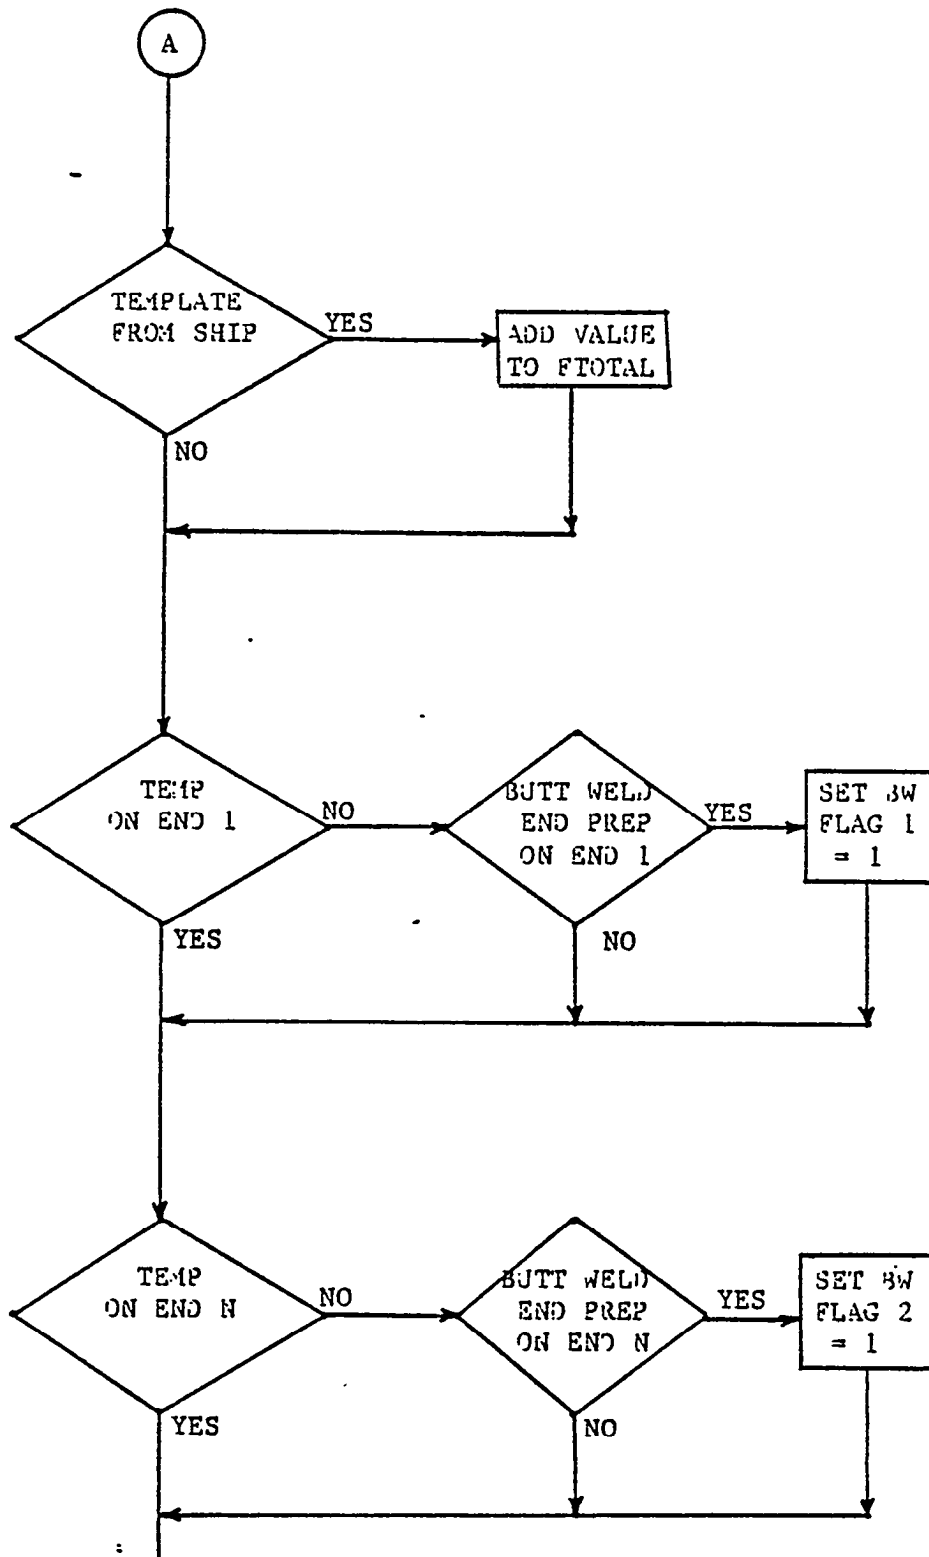 A
TEMPLATE
FROM SHIP
YES
ADD VALUE
TO FTOTAL
NO
TEMP
ON END 1
NO
BUTT WELD
END PREP
ON END 1
YES
SET BW
FLAG 1
= 1
YES
NO
TEMP
ON END N
NO
BUTT WELD
END PREP
ON END N
YES
SET BW
FLAG 2
= 1
YES
NO